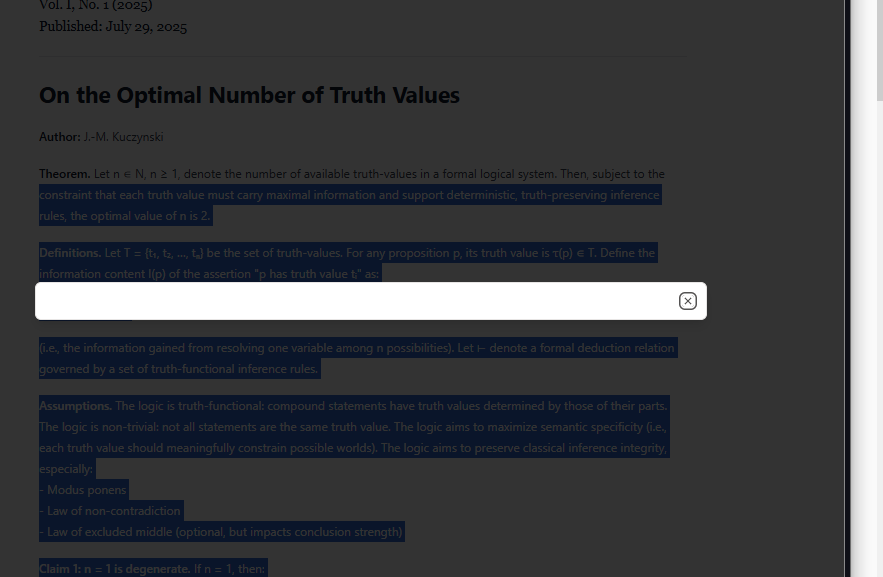 Vol. I, No. 1 (2025)
Published: July 29, 2025
On the Optimal Number of Truth Values
Author: J.-M. Kuczynski
Theorem. Let n ∈ N, n ≥ 1, denote the number of available truth-values in a formal logical system. Then, subject to the
constraint that each truth value must carry maximal information and support deterministic, truth-preserving inference
rules, the optimal value of n is 2.
Definitions. Let T = {t₁, t₂, ..., tₙ} be the set of truth-values. For any proposition p, its truth value is τ(p) ∈ T. Define the
information content I(p) of the assertion "p has truth value tᵢ" as:
(i.e., the information gained from resolving one variable among n possibilities). Let ⊢ denote a formal deduction relation
governed by a set of truth-functional inference rules.
Assumptions. The logic is truth-functional: compound statements have truth values determined by those of their parts.
The logic is non-trivial: not all statements are the same truth value. The logic aims to maximize semantic specificity (i.e.,
each truth value should meaningfully constrain possible worlds). The logic aims to preserve classical inference integrity,
especially:
- Modus ponens
- Law of non-contradiction
- Law of excluded middle (optional, but impacts conclusion strength)
Claim 1: n = 1 is degenerate. If n = 1, then: